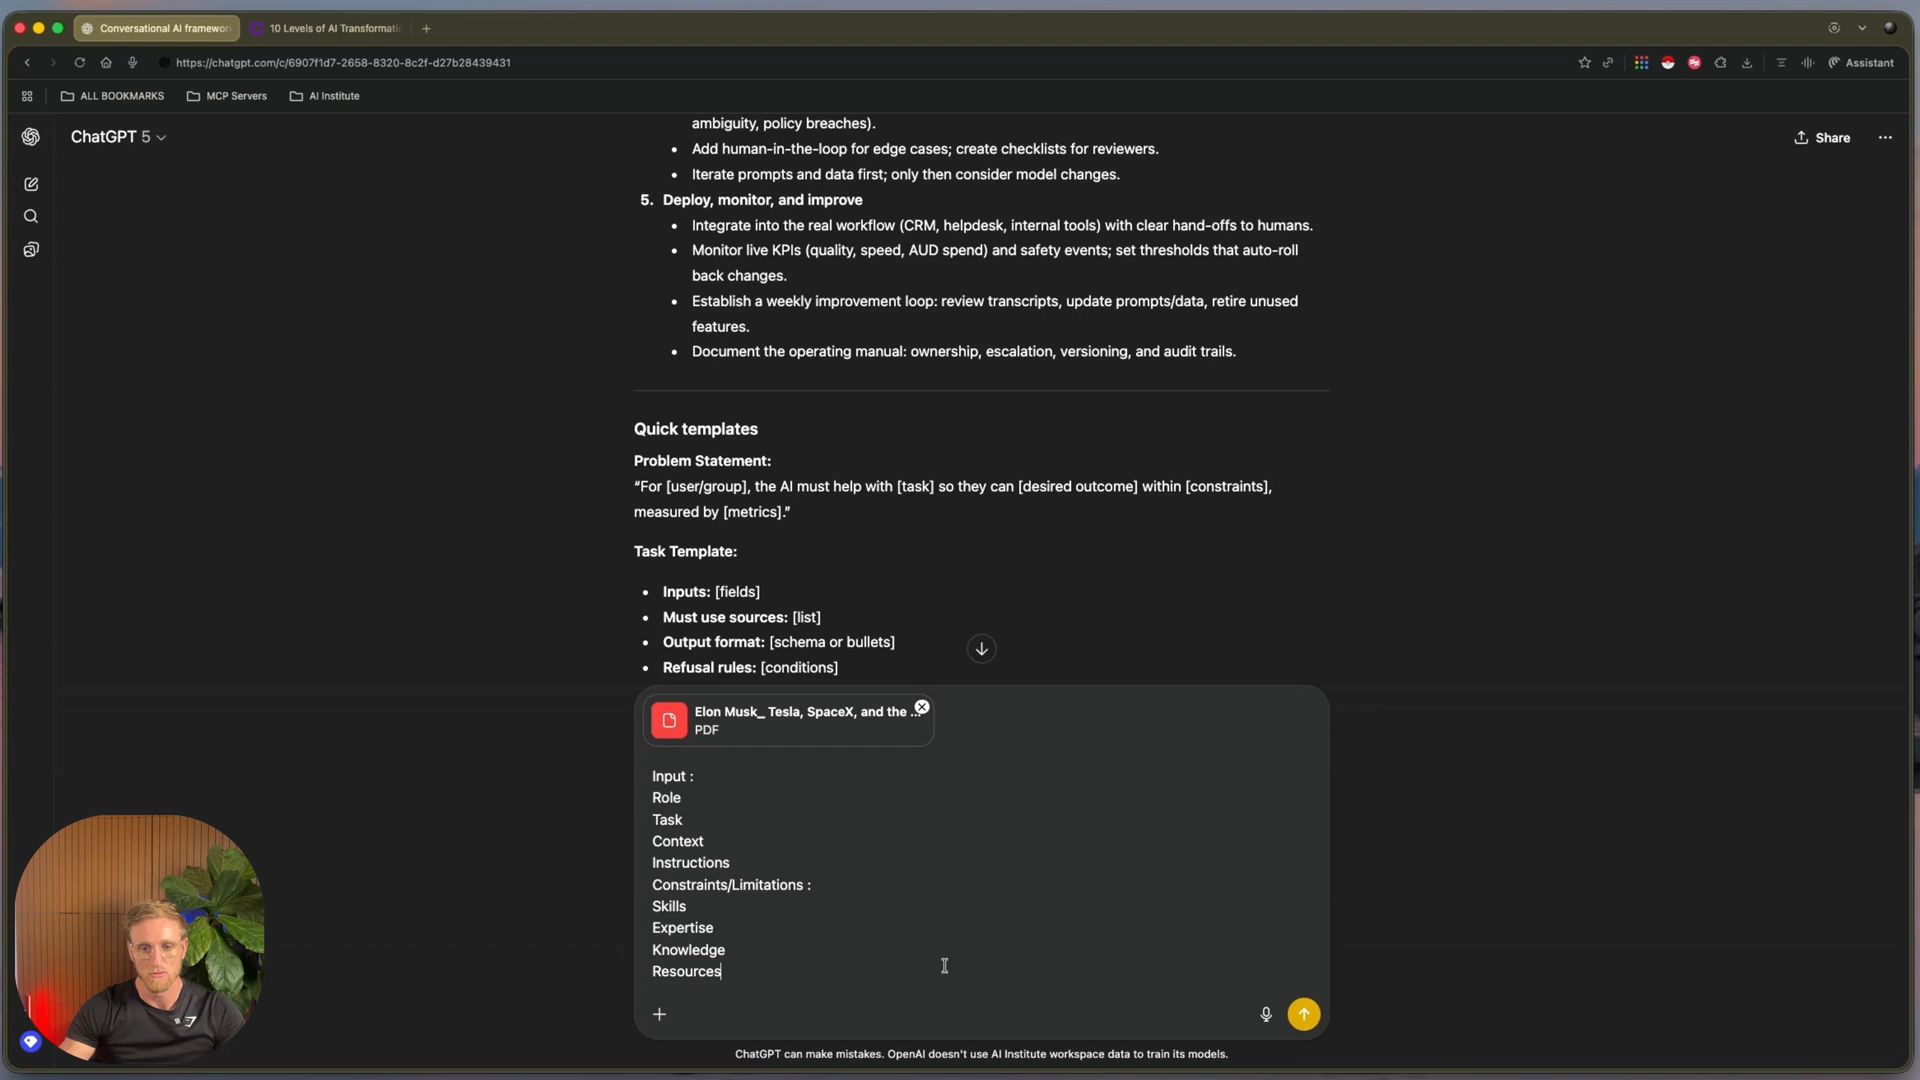 Conversational AI framewor
10 Levels of AI Transformati
https://chatgpt.com/c/6907f1d7-2658-8320-8c2f-d27b28439431
Assistant
ALL BOOKMARKS
MCP Servers
AI Institute
ChatGPT 5
Share
ambiguity, policy breaches).
• Add human-in-the-loop for edge cases; create checklists for reviewers.
• Iterate prompts and data first; only then consider model changes.
5. Deploy, monitor, and improve
• Integrate into the real workflow (CRM, helpdesk, internal tools) with clear hand-offs to humans.
• Monitor live KPIs (quality, speed, AUD spend) and safety events; set thresholds that auto-roll
back changes.
• Establish a weekly improvement loop: review transcripts, update prompts/data, retire unused
features.
• Document the operating manual: ownership, escalation, versioning, and audit trails.
Quick templates
Problem Statement:
“For [user/group], the AI must help with [task] so they can [desired outcome] within [constraints],
measured by [metrics].”
Task Template:
• Inputs: [fields]
• Must use sources: [list]
• Output format: [schema or bullets]
• Refusal rules: [conditions]
Elon Musk_ Tesla, SpaceX, and the ...
PDF
Input :
Role
Task
Context
Instructions
Constraints/Limitations :
Skills
Expertise
Knowledge
Resources
ChatGPT can make mistakes. OpenAI doesn't use AI Institute workspace data to train its models.